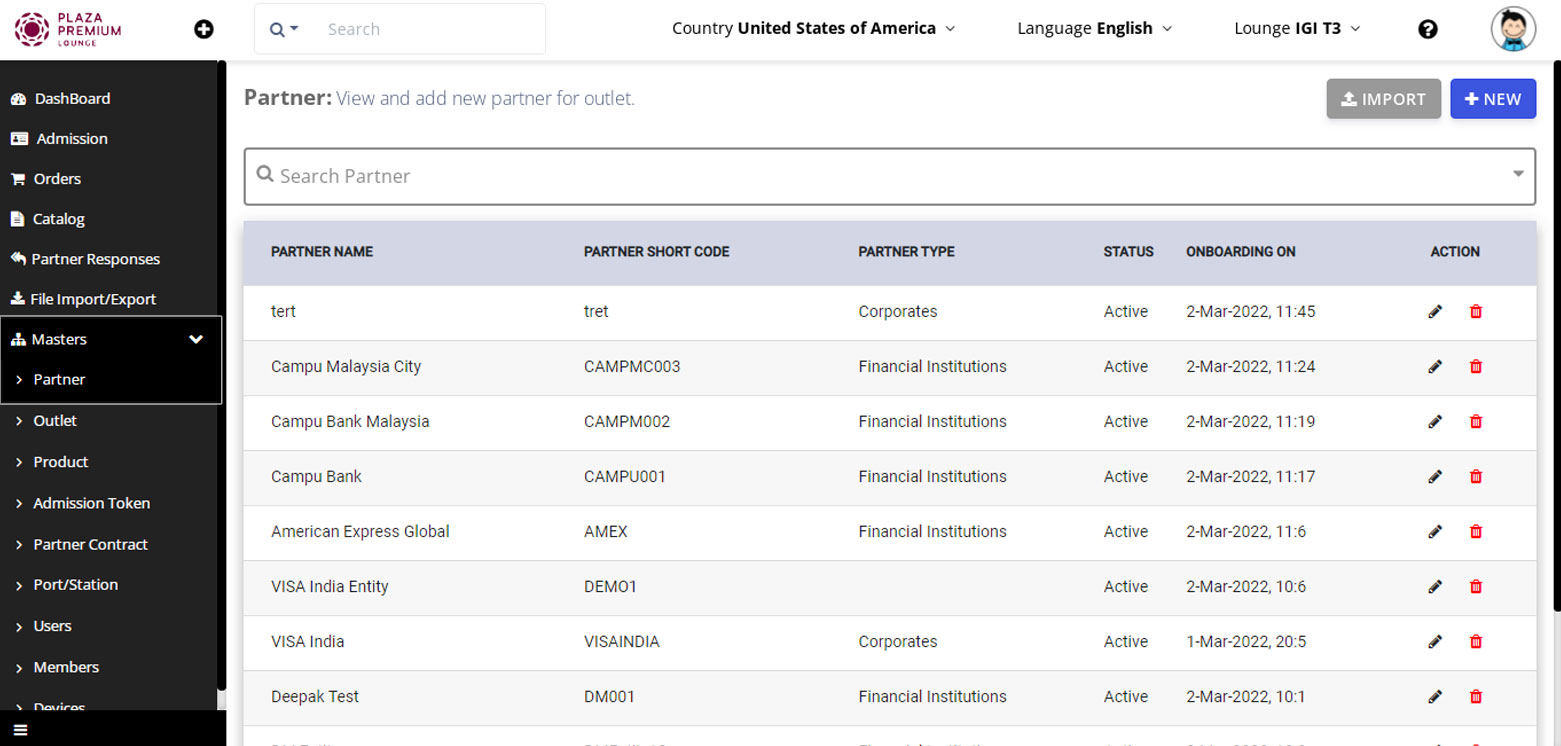 PLAZA
PREMIUM
LOUNGE
Search
Country United States of America
Language English
Lounge IGI T3
DashBoard
Admission
Orders
Catalog
Partner Responses
File Import/Export
Masters
Partner
Outlet
Product
Admission Token
Partner Contract
Port/Station
Users
Members
Devices
Partner: View and add new partner for outlet.
IMPORT
NEW
Search Partner
PARTNER NAME PARTNER SHORT CODE PARTNER TYPE STATUS ONBOARDING ON ACTION
tert tret Corporates Active 2-Mar-2022, 11:45
Campu Malaysia City CAMPMC003 Financial Institutions Active 2-Mar-2022, 11:24
Campu Bank Malaysia CAMPM002 Financial Institutions Active 2-Mar-2022, 11:19
Campu Bank CAMPU001 Financial Institutions Active 2-Mar-2022, 11:17
American Express Global AMEX Financial Institutions Active 2-Mar-2022, 11:6
VISA India Entity DEMO1 Active 2-Mar-2022, 10:6
VISA India VISAINDIA Corporates Active 1-Mar-2022, 20:5
Deepak Test DM001 Financial Institutions Active 2-Mar-2022, 10:1